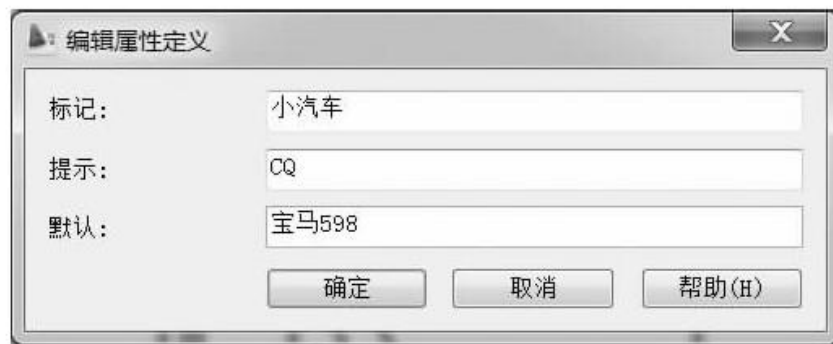 编辑属性定义
标记：
小汽车
提示：
CQ
默认：
宝马598
确定
取消
帮助(H)